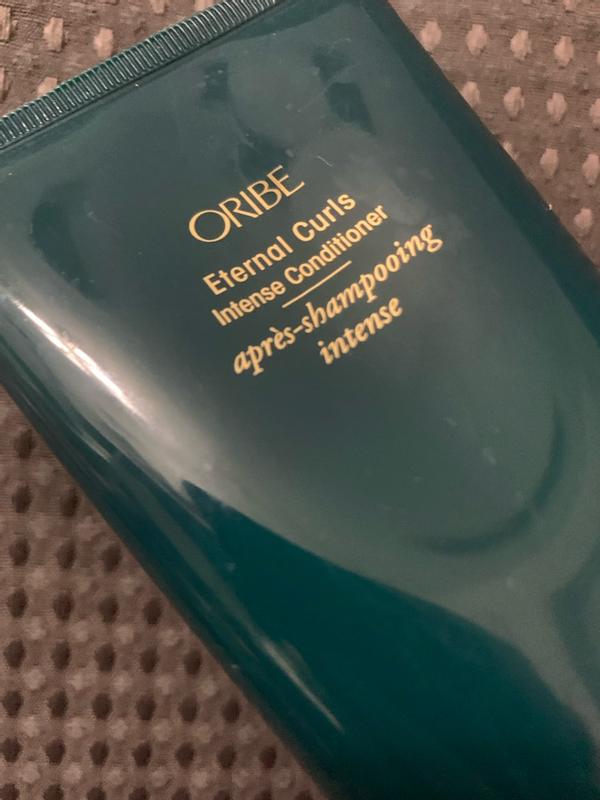 ORIBE
Eternal Curls
Intense Conditioner
après-shampooing
intense